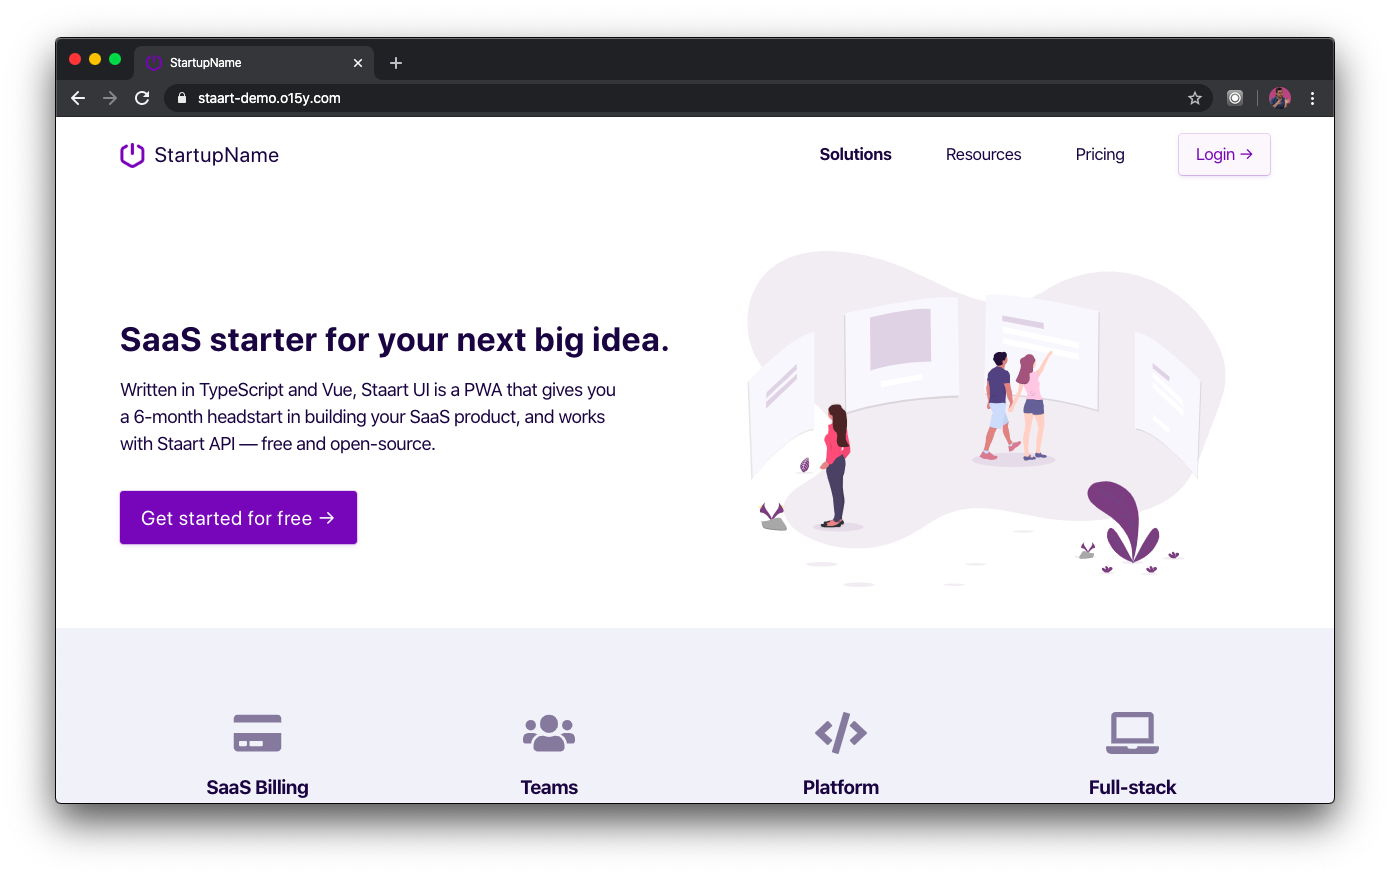 StartupName
staart-demo.o15y.com
StartupName
Solutions
Resources
Pricing
Login →
SaaS starter for your next big idea.
Written in TypeScript and Vue, Staart UI is a PWA that gives you
a 6-month headstart in building your SaaS product, and works
with Staart API — free and open-source.
Get started for free →
SaaS Billing
Teams
Platform
Full-stack